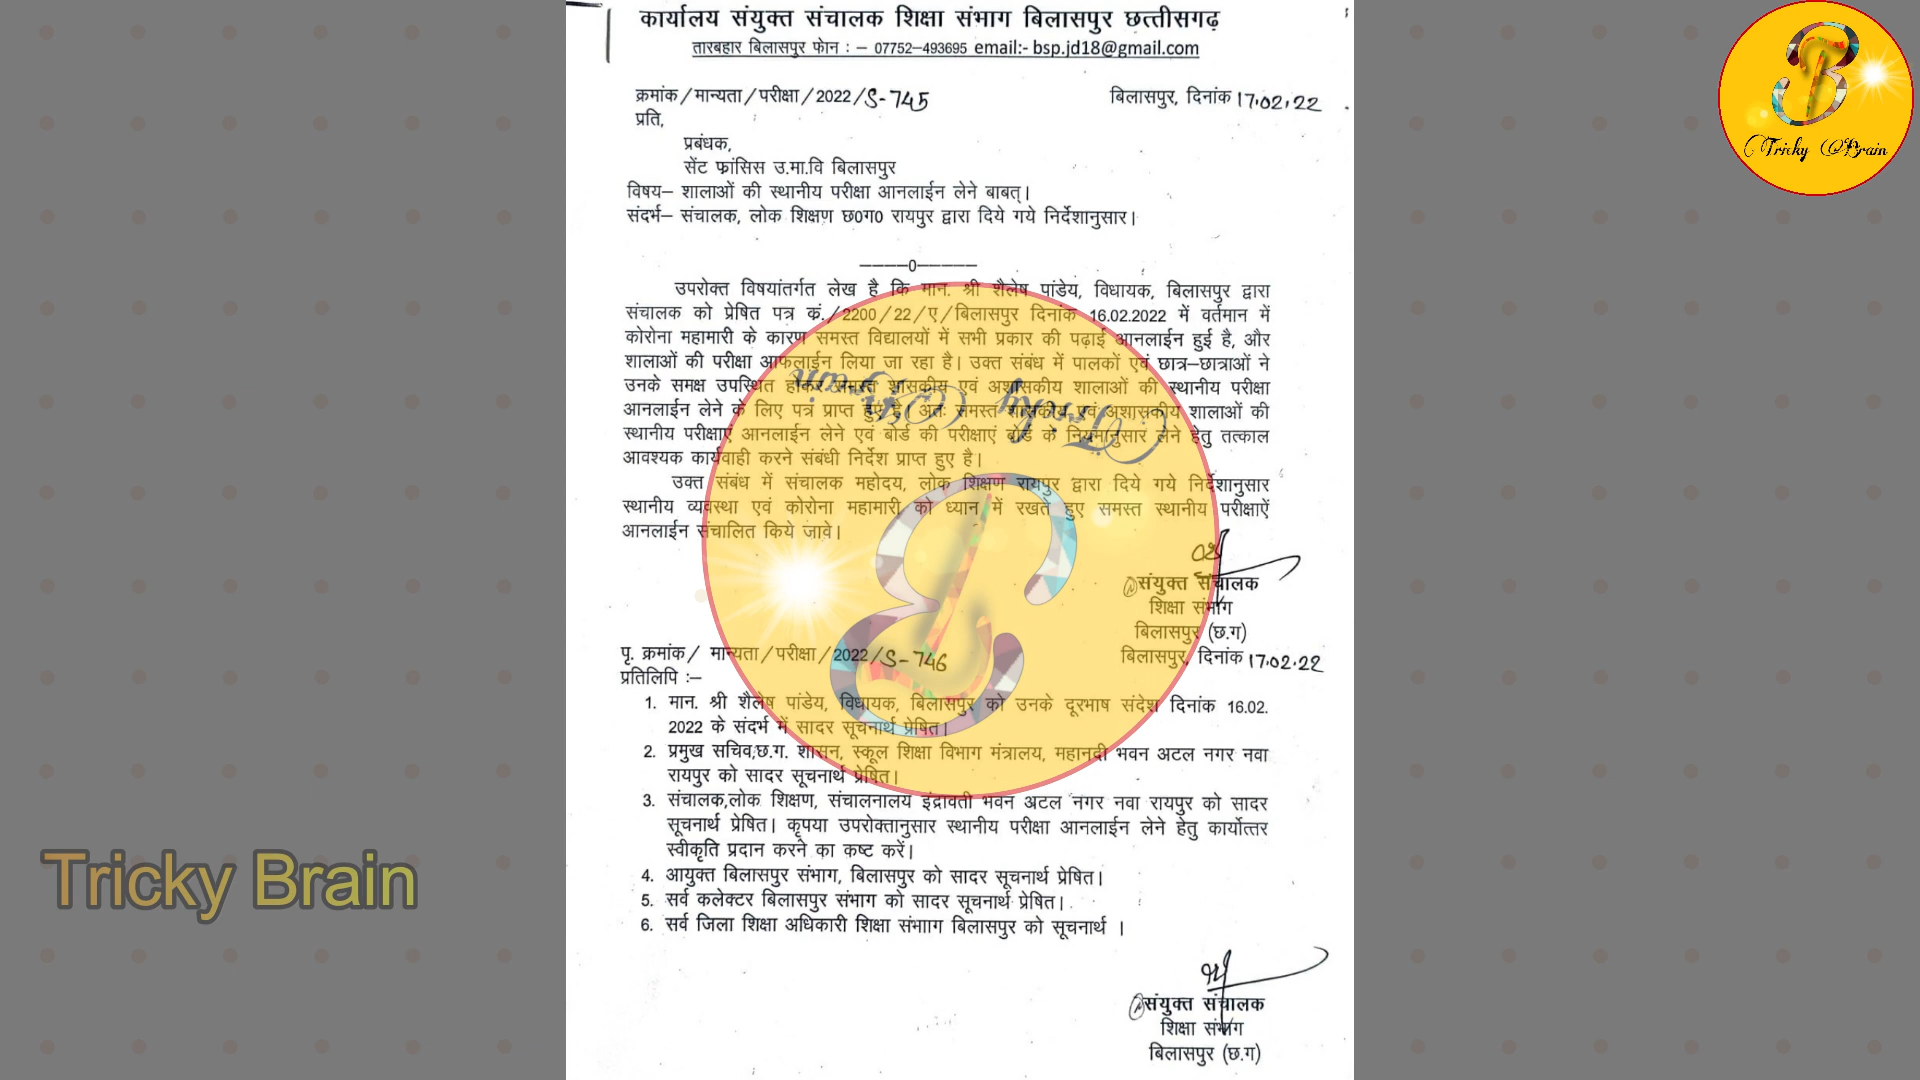 कार्यालय संयुक्त संचालक शिक्षा संभाग बिलासपुर छत्तीसगढ़
तारबहार बिलासपुर फोन : – 07752–493695 email:- bsp.jd18@gmail.com
क्रमांक/मान्यता/परीक्षा/2022/S-745 बिलासपुर, दिनांक 17.02.22
प्रति,
प्रबंधक,
सेंट फ्रांसिस उ.मा.वि बिलासपुर
विषय– शालाओं की स्थानीय परीक्षा आनलाईन लेने बाबत्।
संदर्भ– संचालक, लोक शिक्षण छ0ग0 रायपुर द्वारा दिये गये निर्देशानुसार।
————0—————
उपरोक्त विषयांतर्गत लेख है कि मान. श्री शैलेष पांडेय, विधायक, बिलासपुर द्वारा
संचालक को प्रेषित पत्र कं./2200/22/ए/बिलासपुर दिनांक 16.02.2022 में वर्तमान में
कोरोना महामारी के कारण समस्त विद्यालयों में सभी प्रकार की पढ़ाई आनलाईन हुई है, और
शालाओं की परीक्षा आफलाईन लिया जा रहा है। उक्त संबंध में पालकों एवं छात्र–छात्राओं ने
उनके समक्ष उपस्थित होकर समस्त शासकीय एवं अशासकीय शालाओं की स्थानीय परीक्षा
आनलाईन लेने के लिए पत्र प्राप्त हुए है। अतः समस्त शासकीय एवं अशासकीय शालाओं की
स्थानीय परीक्षाएं आनलाईन लेने एवं बोर्ड की परीक्षाएं बोर्ड के नियमानुसार लेने हेतु तत्काल
आवश्यक कार्यवाही करने संबंधी निर्देश प्राप्त हुए है।
उक्त संबंध में संचालक महोदय, लोक शिक्षण रायपुर द्वारा दिये गये निर्देशानुसार
स्थानीय व्यवस्था एवं कोरोना महामारी को ध्यान में रखते हुए समस्त स्थानीय परीक्षाऐं
आनलाईन संचालित किये जावे।
संयुक्त संचालक
शिक्षा संभाग
बिलासपुर (छ.ग)
पृ. क्रमांक/ मान्यता/परीक्षा/2022/S-746 बिलासपुर, दिनांक 17.02.22
प्रतिलिपि :–
1. मान. श्री शैलेष पांडेय, विधायक, बिलासपुर को उनके दूरभाष संदेश दिनांक 16.02.
2022 के संदर्भ में सादर सूचनार्थ प्रेषित।
2. प्रमुख सचिव,छ.ग. शासन, स्कूल शिक्षा विभाग मंत्रालय, महानदी भवन अटल नगर नवा
रायपुर को सादर सूचनार्थ प्रेषित।
3. संचालक,लोक शिक्षण, संचालनालय इंद्रावती भवन अटल नगर नवा रायपुर को सादर
सूचनार्थ प्रेषित। कृपया उपरोक्तानुसार स्थानीय परीक्षा आनलाईन लेने हेतु कार्योत्तर
स्वीकृति प्रदान करने का कष्ट करें।
4. आयुक्त बिलासपुर संभाग, बिलासपुर को सादर सूचनार्थ प्रेषित।
5. सर्व कलेक्टर बिलासपुर संभाग को सादर सूचनार्थ प्रेषित।
6. सर्व जिला शिक्षा अधिकारी शिक्षा संभााग बिलासपुर को सूचनार्थ ।
संयुक्त संचालक
शिक्षा संभाग
बिलासपुर (छ.ग)
Tricky Brain
Tricky Brain
Tricky Brain